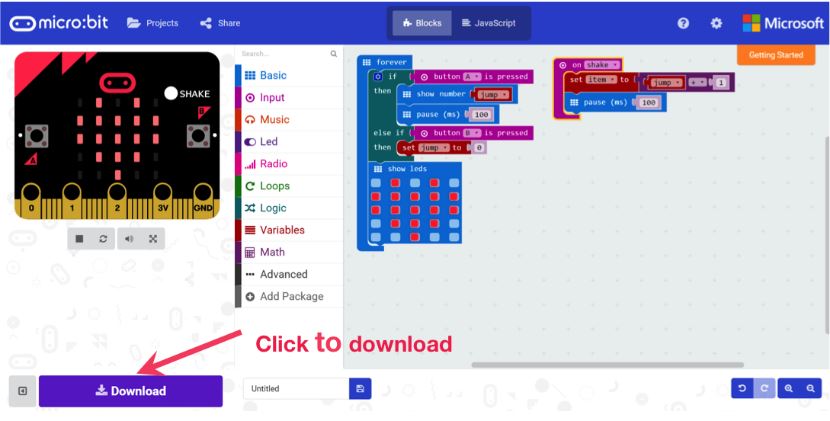 micro:bit
Projects
Share
Blocks
JavaScript
Microsoft
Getting Started
SHAKE
B
A
0 1 2 3V GND
Search...
Basic
Input
Music
Led
Radio
Loops
Logic
Variables
Math
Advanced
Add Package
forever
if button A is pressed
then show number jump
pause (ms) 100
else if button B is pressed
then set jump to 0
show leds
on shake
set item to jump + 1
pause (ms) 100
Click to download
Download
Untitled